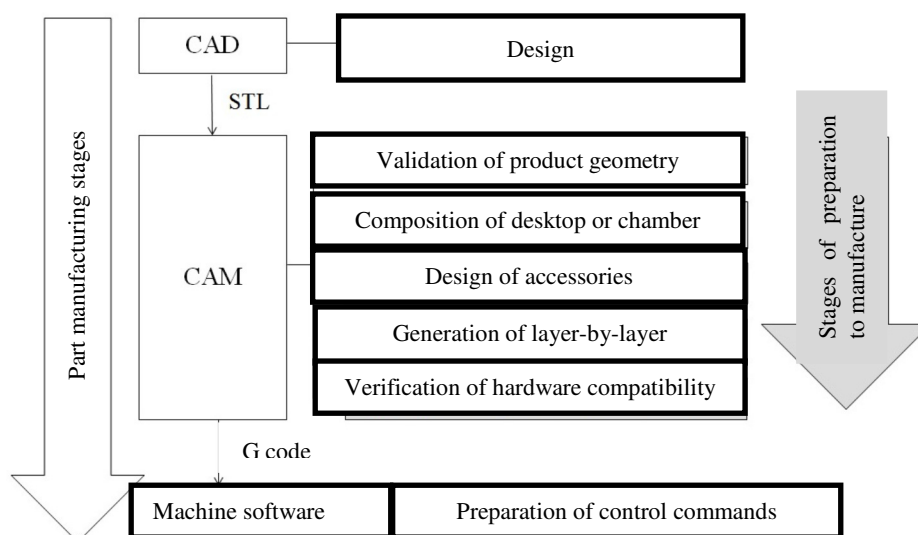 CAD
Design
STL
Validation of product geometry
Composition of desktop or chamber
CAM
Design of accessories
Generation of layer-by-layer
Verification of hardware compatibility
G code
Machine software
Preparation of control commands
Part manufacturing stages
Stages of preparation
to manufacture